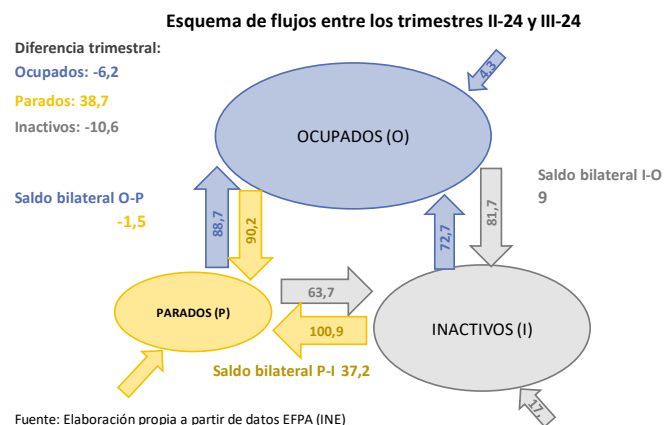 Esquema de flujos entre los trimestres II-24 y III-24
Diferencia trimestral:
Ocupados: -6,2
Parados: 38,7
Inactivos: -10,6
4,3
OCUPADOS (O)
Saldo bilateral I-O
9
Saldo bilateral O-P
-1,5
88,7
90,2
72,7
81,7
63,7
PARADOS (P)
100,9
INACTIVOS (I)
Saldo bilateral P-I 37,2
17,
Fuente: Elaboración propia a partir de datos EFPA (INE)